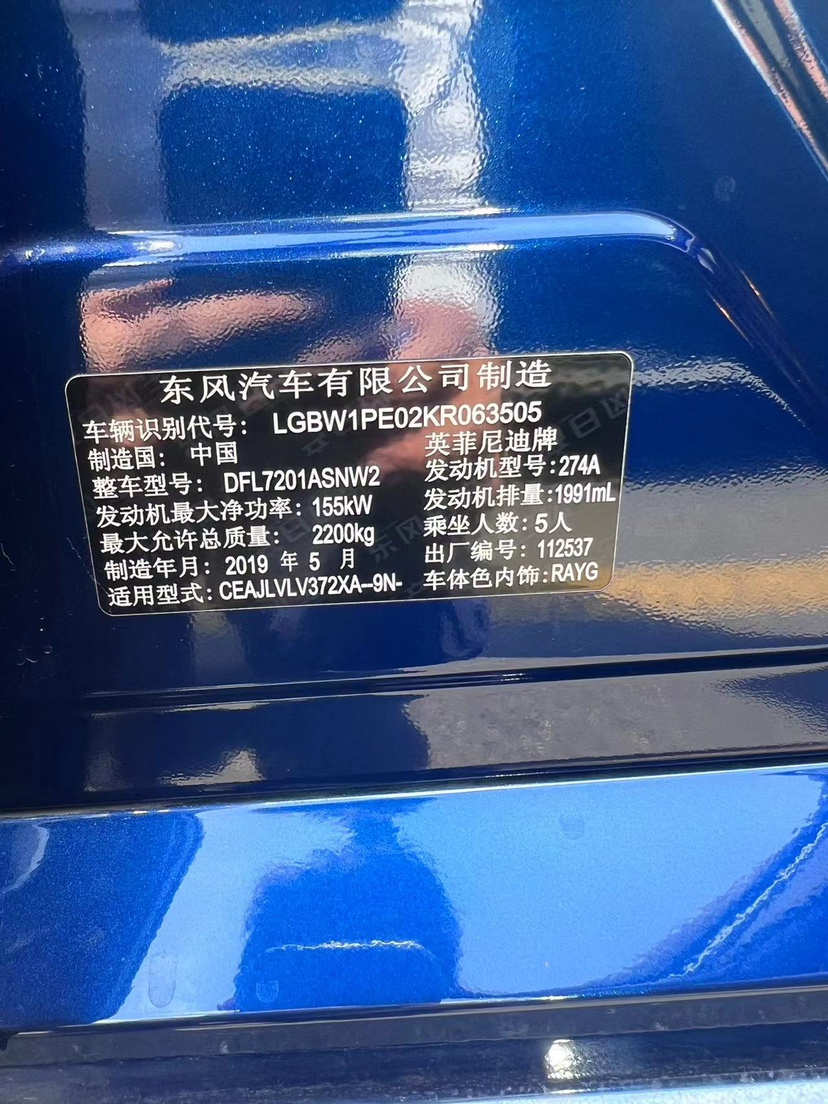 东风汽车有限公司制造
车辆识别代号: LGBW1PE02KR063505
制造国: 中国 英菲尼迪牌
整车型号: DFL7201ASNW2 发动机型号:274A
发动机最大净功率: 155kW 发动机排量:1991mL
最大允许总质量: 2200kg 乘坐人数:5人
制造年月: 2019 年 5 月 出厂编号: 112537
适用型式:CEAJLVLV372XA-9N- 车体色内饰:RAYG